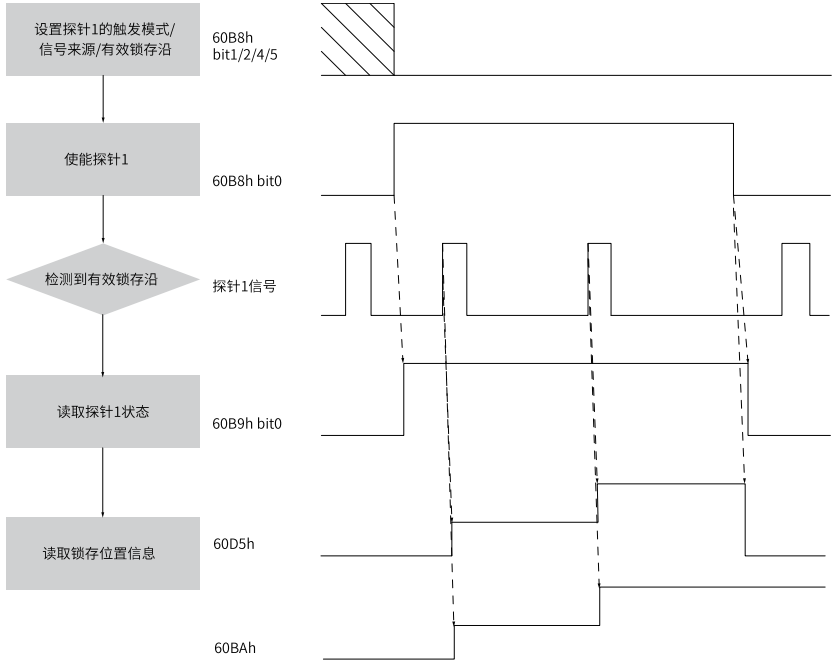 设置探针1的触发模式/
信号来源/有效锁存沿
60B8h
bit1/2/4/5
使能探针1
60B8h bit0
检测到有效锁存沿
探针1信号
读取探针1状态
60B9h bit0
读取锁存位置信息
60D5h
60BAh